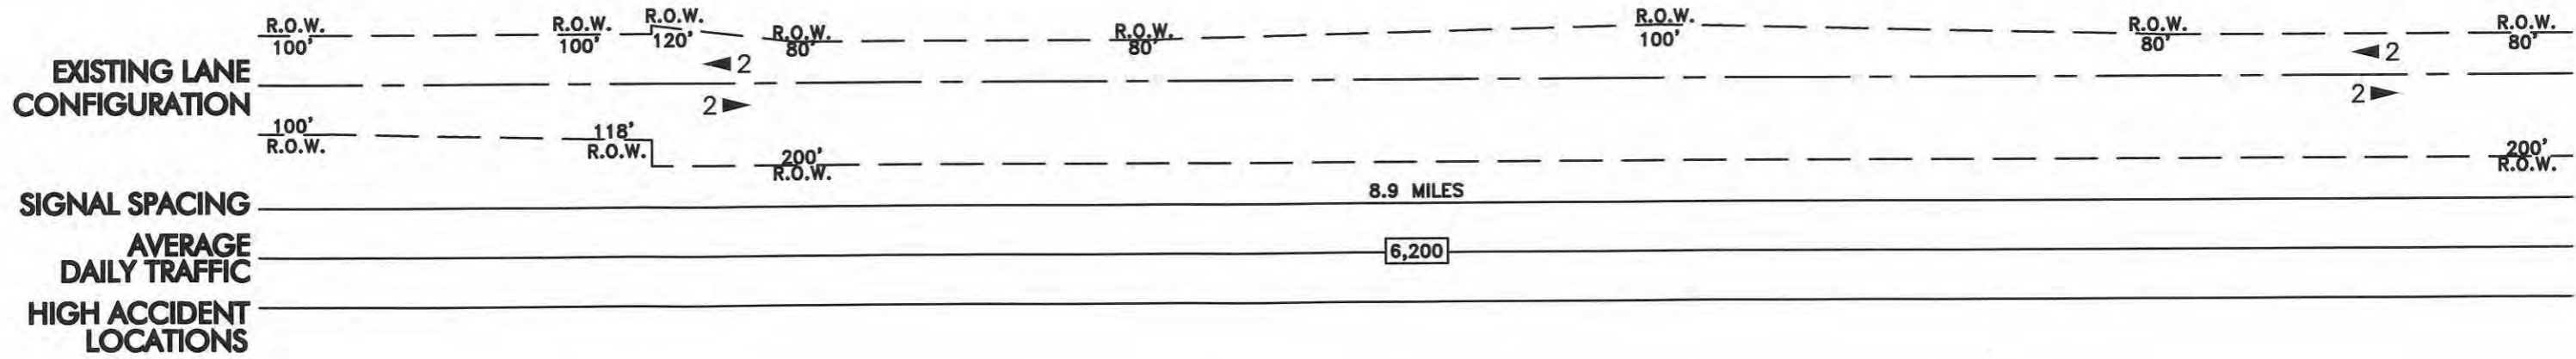 R.O.W. R.O.W. R.O.W. R.O.W. R.O.W. R.O.W. R.O.W. R.O.W.
100' 100' 120' 80' 80' 100' 80' 80'
EXISTING LANE
CONFIGURATION
2 2
2 2
100' 118' 200' 200'
R.O.W. R.O.W. R.O.W. R.O.W.
SIGNAL SPACING 8.9 MILES
AVERAGE
DAILY TRAFFIC 6,200
HIGH ACCIDENT
LOCATIONS